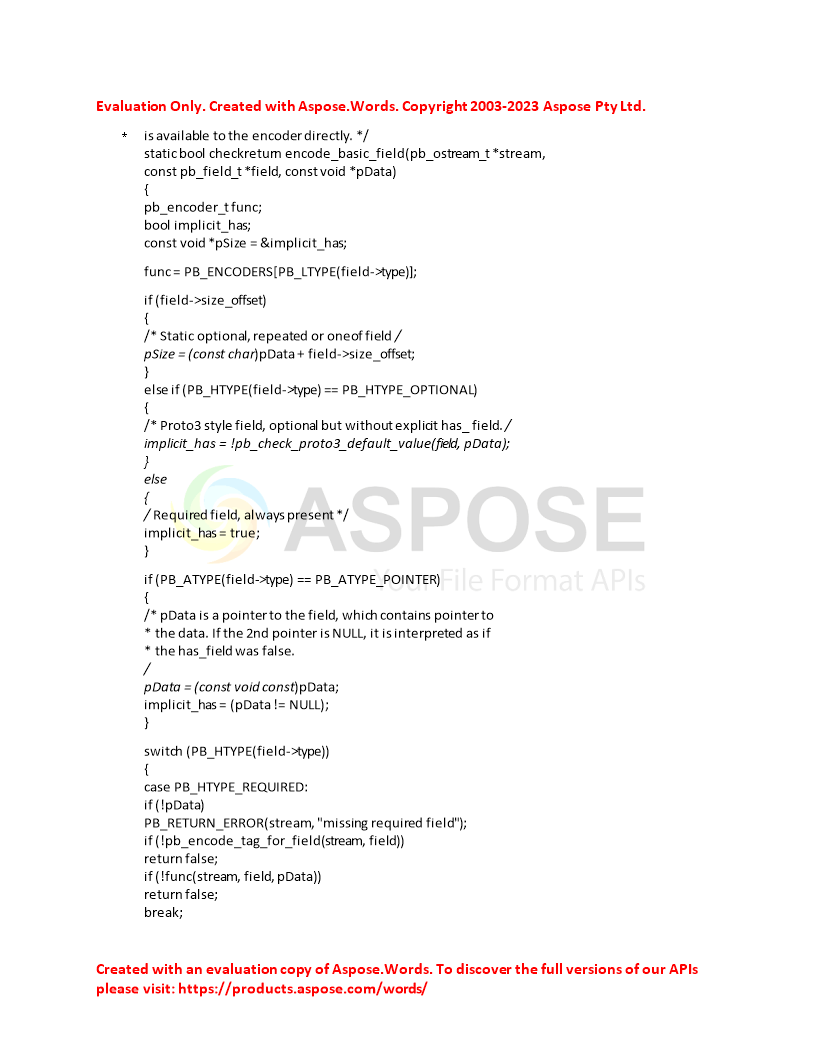 Evaluation Only. Created with Aspose.Words. Copyright 2003-2023 Aspose Pty Ltd.
* is available to the encoder directly. */
static bool checkreturn encode_basic_field(pb_ostream_t *stream,
const pb_field_t *field, const void *pData)
{
pb_encoder_t func;
bool implicit_has;
const void *pSize = &implicit_has;
func = PB_ENCODERS[PB_LTYPE(field->type)];
if (field->size_offset)
{
/* Static optional, repeated or oneof field /
pSize = (const char)pData + field->size_offset;
}
else if (PB_HTYPE(field->type) == PB_HTYPE_OPTIONAL)
{
/* Proto3 style field, optional but without explicit has_ field. /
implicit_has = !pb_check_proto3_default_value(field, pData);
}
else
{
/ Required field, always present */
implicit_has = true;
}
ASPOSE
Your File Format APIs
if (PB_ATYPE(field->type) == PB_ATYPE_POINTER)
{
/* pData is a pointer to the field, which contains pointer to
* the data. If the 2nd pointer is NULL, it is interpreted as if
* the has_field was false.
/
pData = (const void const)pData;
implicit_has = (pData != NULL);
}
switch (PB_HTYPE(field->type))
{
case PB_HTYPE_REQUIRED:
if (!pData)
PB_RETURN_ERROR(stream, "missing required field");
if (!pb_encode_tag_for_field(stream, field))
return false;
if (!func(stream, field, pData))
return false;
break;
Created with an evaluation copy of Aspose.Words. To discover the full versions of our APIs
please visit: https://products.aspose.com/words/